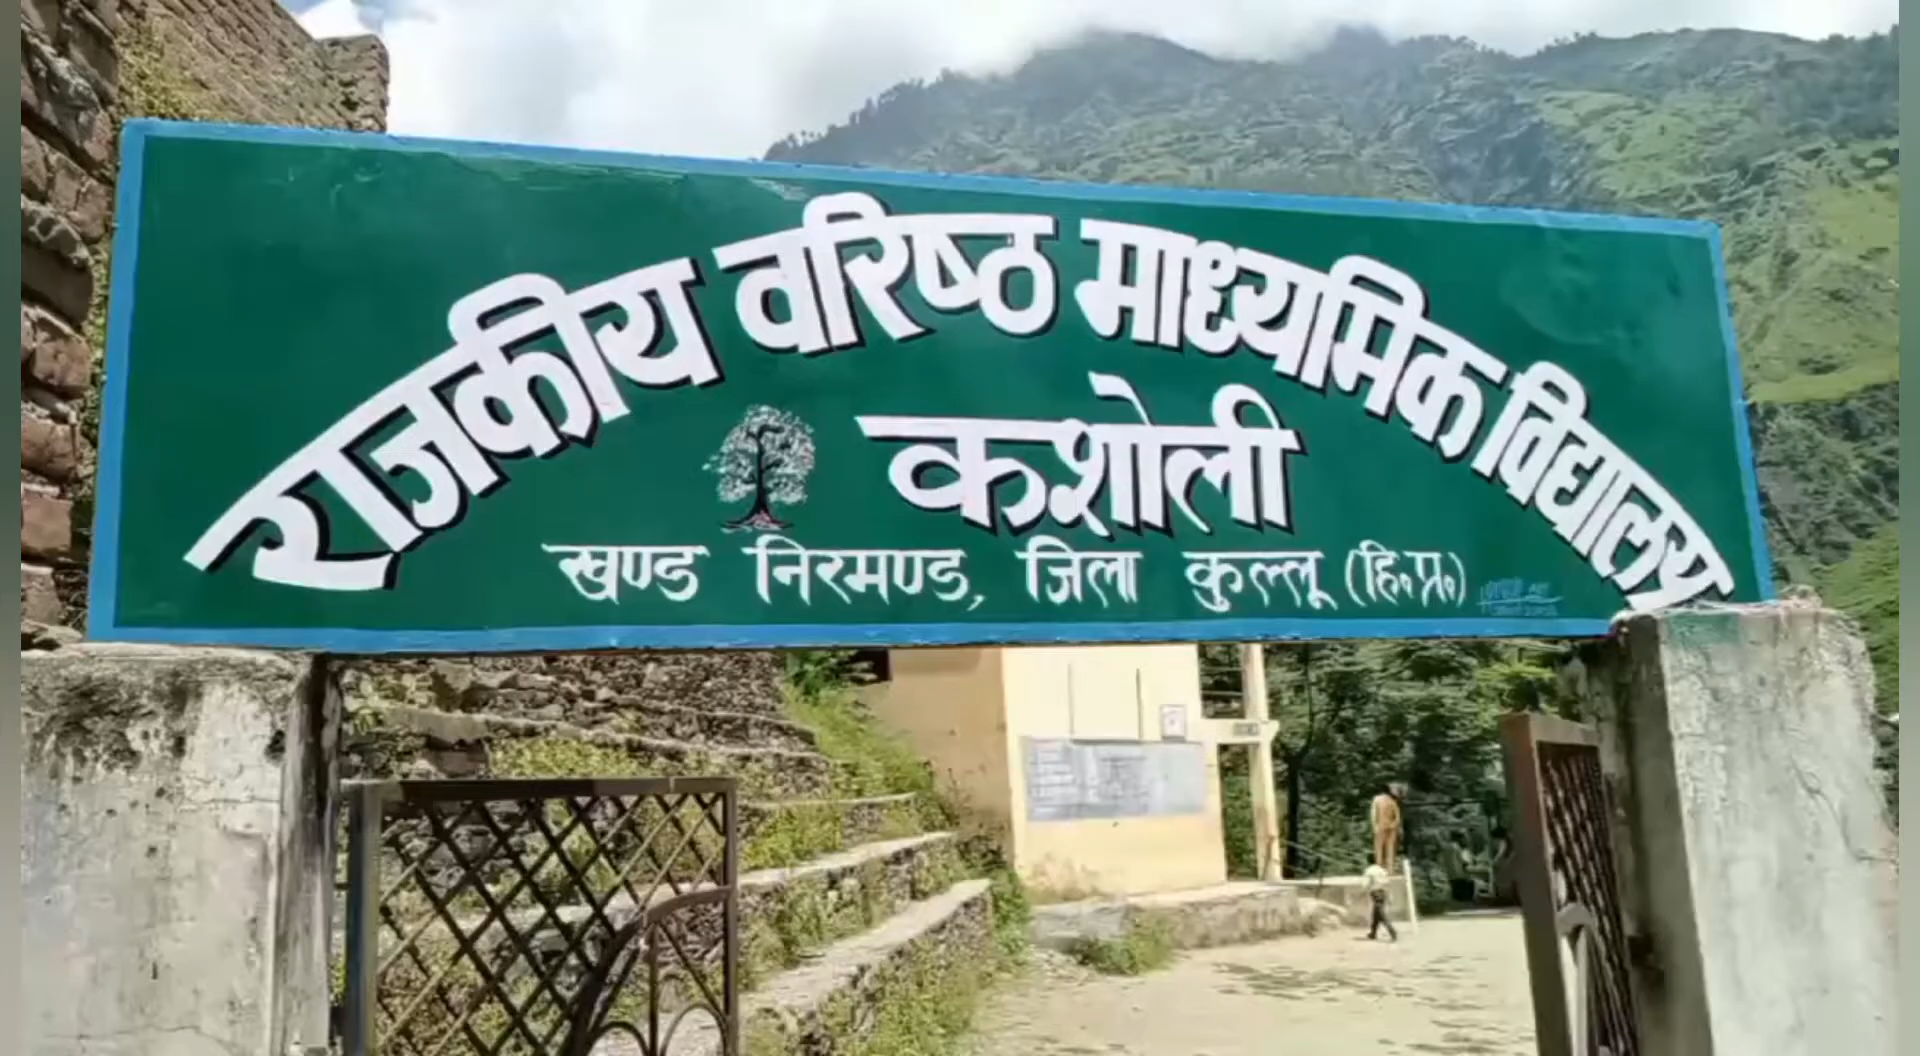 राजकीय वरिष्ठ माध्यमिक विद्यालय
कशोली
खण्ड निरमण्ड, जिला कुल्लू (हि॰प्र॰)